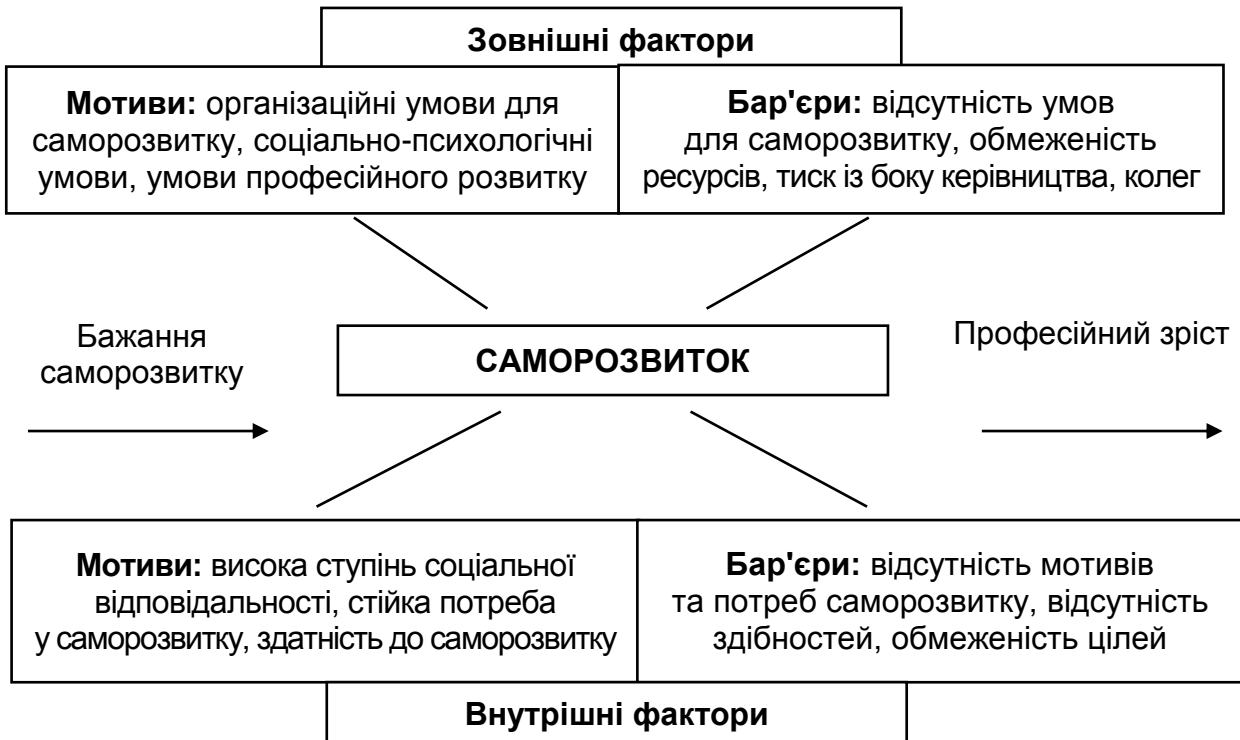 Зовнішні фактори
Мотиви: організаційні умови для
саморозвитку, соціально-психологічні
умови, умови професійного розвитку
Бар'єри: відсутність умов
для саморозвитку, обмеженість
ресурсів, тиск із боку керівництва, колег
Бажання
саморозвитку
САМОРОЗВИТОК
Професійний зріст
Мотиви: висока ступінь соціальної
відповідальності, стійка потреба
у саморозвитку, здатність до саморозвитку
Бар'єри: відсутність мотивів
та потреб саморозвитку, відсутність
здібностей, обмеженість цілей
Внутрішні фактори